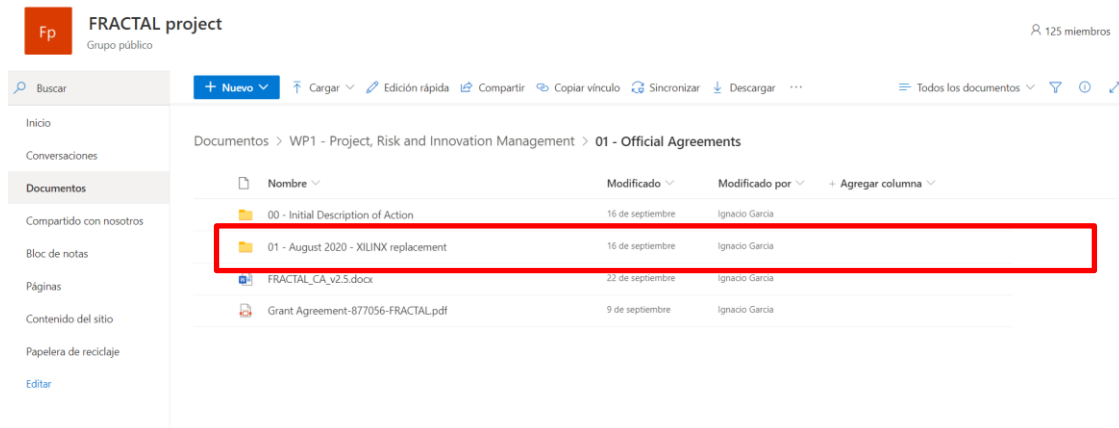 Fp
FRACTAL project
Grupo público
125 miembros
Buscar
Nuevo Cargar Edición rápida Compartir Copiar vínculo Sincronizar Descargar ··· Todos los documentos
Inicio
Conversaciones
Documentos
Compartido con nosotros
Bloc de notas
Páginas
Contenido del sitio
Papelera de reciclaje
Editar
Documentos > WP1 - Project, Risk and Innovation Management > 01 - Official Agreements
Nombre Modificado Modificado por + Agregar columna
00 - Initial Description of Action 16 de septiembre Ignacio Garcia
01 - August 2020 - XILINX replacement 16 de septiembre Ignacio Garcia
FRACTAL_CA_v2.5.docx 22 de septiembre Ignacio Garcia
Grant Agreement-877056-FRACTAL.pdf 9 de septiembre Ignacio Garcia